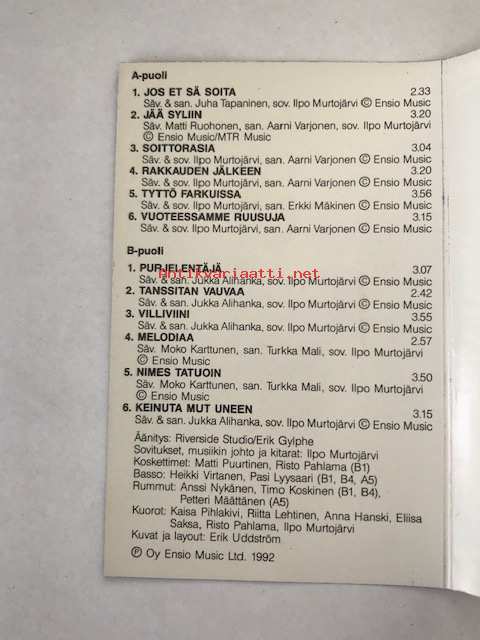 A-puoli
1. JOS ET SÄ SOITA 2.33
Säv. & san. Juha Tapaninen, sov. Ilpo Murtojärvi © Ensio Music
2. JÄÄ SYLIIN 3.20
Säv. Matti Ruohonen, san. Aarni Varjonen, sov. Ilpo Murtojärvi
© Ensio Music/MTR Music
3. SOITTORASIA 3.04
Säv. & sov. Ilpo Murtojärvi, san. Aarni Varjonen © Ensio Music
4. RAKKAUDEN JÄLKEEN 3.20
Säv. & sov. Ilpo Murtojärvi, san. Aarni Varjonen © Ensio Music
5. TYTTÖ FARKUISSA 3.56
Säv. & sov. Ilpo Murtojärvi, san. Erkki Mäkinen © Ensio Music
6. VUOTEESSAMME RUUSUJA 3.15
Säv. & sov. Ilpo Murtojärvi, san. Aarni Varjonen © Ensio Music
B-puoli
1. PURJELENTÄJÄ 3.07
Antikvariaatti.net
Säv. & san. Jukka Alihanka, sov. Ilpo Murtojärvi © Ensio Music
2. TANSSITAN VAUVAA 2.42
Säv. & san. Jukka Alihanka, sov. Ilpo Murtojärvi © Ensio Music
3. VILLIVIINI 3.55
Säv. & san. Jukka Alihanka, sov. Ilpo Murtojärvi © Ensio Music
4. MELODIAA 2.57
Säv. Moko Karttunen, san. Turkka Mali, sov. Ilpo Murtojärvi
© Ensio Music
5. NIMES TATUOIN 3.50
Säv. Moko Karttunen, san. Turkka Mali, sov. Ilpo Murtojärvi
© Ensio Music
6. KEINUTA MUT UNEEN 3.15
Säv. & san. Jukka Alihanka, sov. Ilpo Murtojärvi © Ensio Music
Äänitys: Riverside Studio/Erik Gylphe
Sovitukset, musiikin johto ja kitarat: Ilpo Murtojärvi
Koskettimet: Matti Puurtinen, Risto Pahlama (B1)
Basso: Heikki Virtanen, Pasi Lyysaari (B1, B4, A5)
Rummut: Anssi Nykänen, Timo Koskinen (B1, B4),
Petteri Määttänen (A5)
Kuorot: Kaisa Pihlakivi, Riitta Lehtinen, Anna Hanski, Eliisa
Saksa, Risto Pahlama, Ilpo Murtojärvi
Kuvat ja layout: Erik Uddström
℗ Oy Ensio Music Ltd. 1992